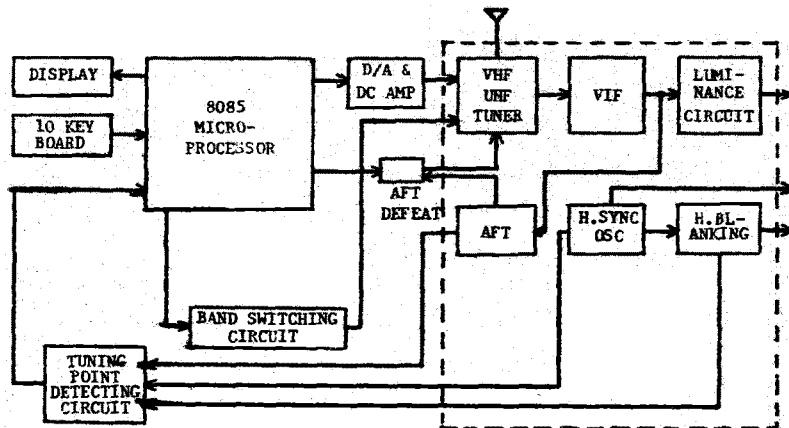 DISPLAY
10 KEY
BOARD
8085
MICRO-
PROCESSOR
D/A &
DC AMP
VHF
UHF
TUNER
VIF
LUMI-
NANCE
CIRCUIT
AFT
DEFEAT
AFT
H.SYNC
OSC
H.BL-
ANKING
BAND SWITCHING
CIRCUIT
TUNING
POINT
DETECTING
CIRCUIT